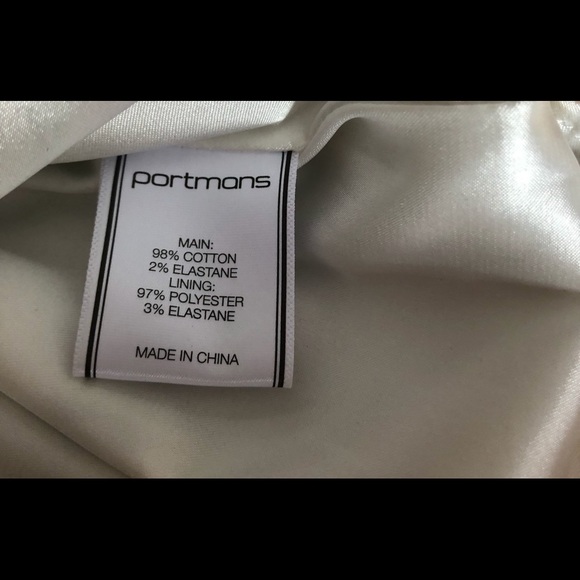 portmans
MAIN:
98% COTTON
2% ELASTANE
LINING:
97% POLYESTER
3% ELASTANE
MADE IN CHINA